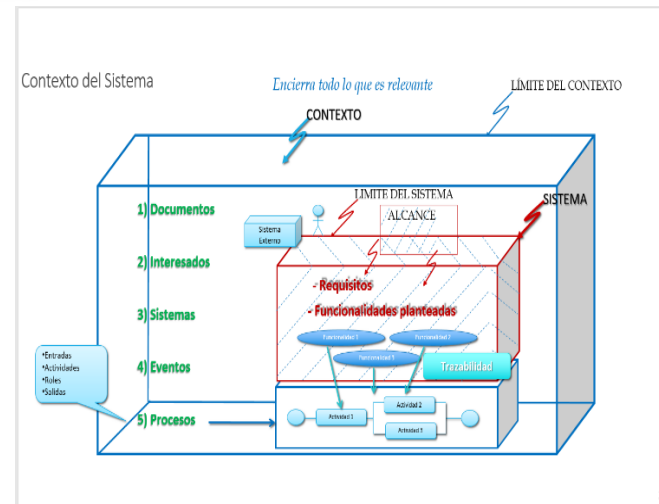 Contexto del Sistema
Encierra todo lo que es relevante
LÍMITE DEL CONTEXTO
CONTEXTO
LIMITE DEL SISTEMA
SISTEMA
ALCANCE
1) Documentos
Sistema
Externo
2) Interesados
- Requisitos
- Funcionalidades planteadas
3) Sistemas
Funcionalidad 1
Funcionalidad 2
Funcionalidad 3
Trazabilidad
•Entradas
•Actividades
•Roles
•Salidas
4) Eventos
5) Procesos
Actividad 1
Actividad 2
Actividad 3